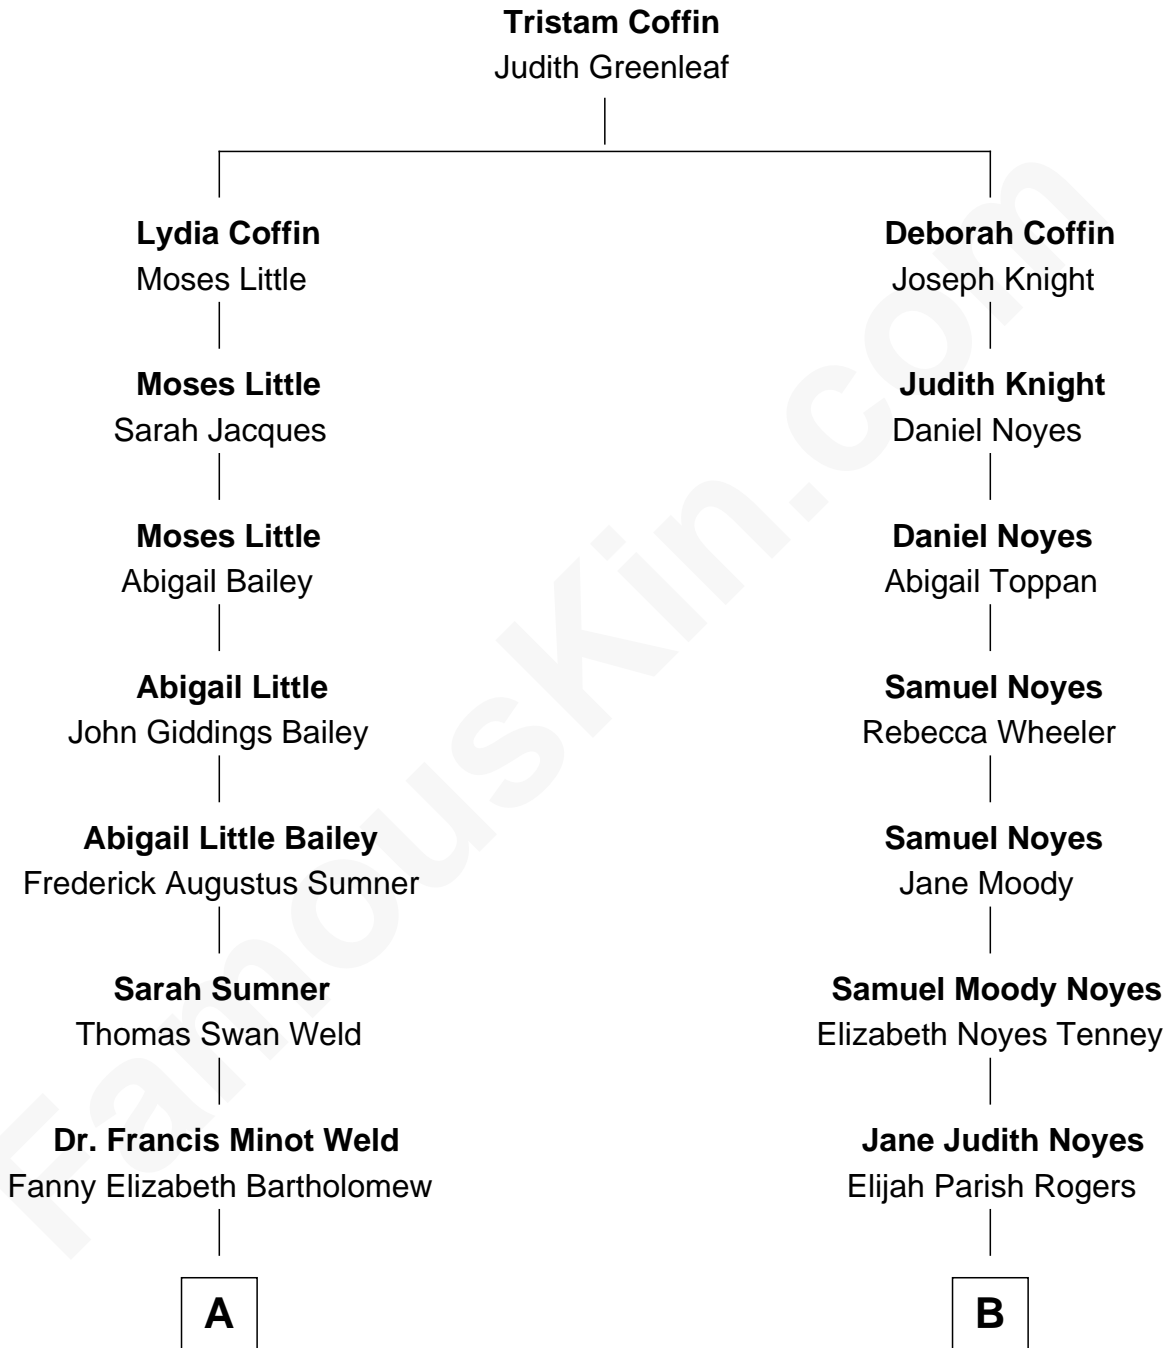 Tristam Coffin
Judith Greenleaf
Lydia Coffin
Moses Little
Deborah Coffin
Joseph Knight
Moses Little
Sarah Jacques
Judith Knight
Daniel Noyes
Moses Little
Abigail Bailey
Daniel Noyes
Abigail Toppan
Abigail Little
John Giddings Bailey
Samuel Noyes
Rebecca Wheeler
Abigail Little Bailey
Frederick Augustus Sumner
Samuel Noyes
Jane Moody
Sarah Sumner
Thomas Swan Weld
Samuel Moody Noyes
Elizabeth Noyes Tenney
Dr. Francis Minot Weld
Fanny Elizabeth Bartholomew
Jane Judith Noyes
Elijah Parish Rogers
A
B
FamousKin.com